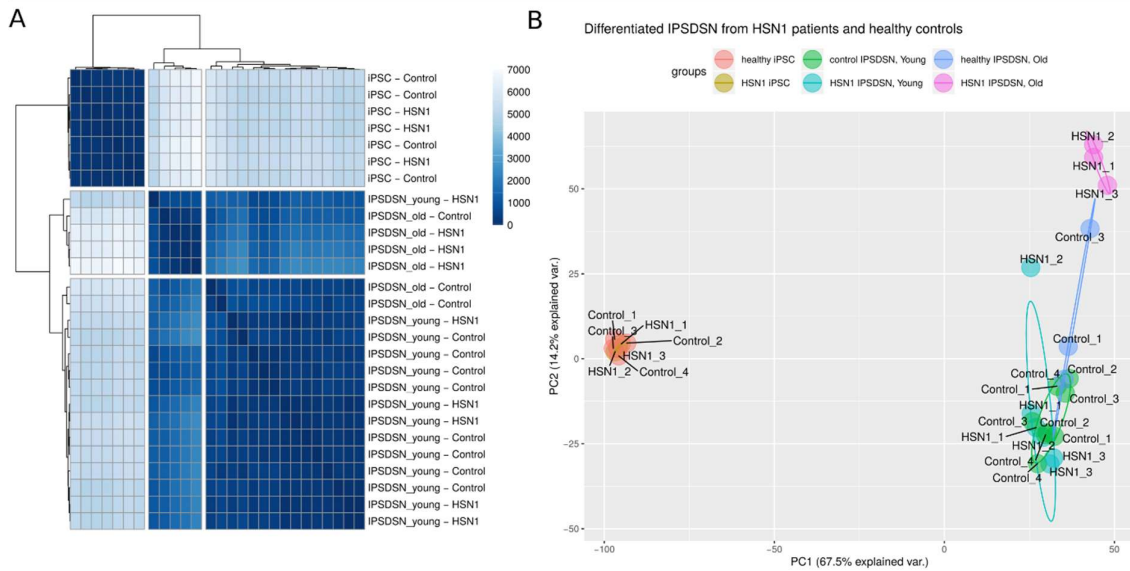 A
7000
6000
5000
4000
3000
2000
1000
0
iPSC – Control
iPSC – Control
iPSC – HSN1
iPSC – HSN1
iPSC – Control
iPSC – HSN1
iPSC – Control
IPSDSN_young – HSN1
IPSDSN_old – Control
IPSDSN_old – HSN1
IPSDSN_old – HSN1
IPSDSN_old – HSN1
IPSDSN_old – Control
IPSDSN_old – Control
IPSDSN_young – HSN1
IPSDSN_young – Control
IPSDSN_young – Control
IPSDSN_young – Control
IPSDSN_young – Control
IPSDSN_young – HSN1
IPSDSN_young – HSN1
IPSDSN_young – Control
IPSDSN_young – Control
IPSDSN_young – Control
IPSDSN_young – Control
IPSDSN_young – HSN1
IPSDSN_young – HSN1
B
Differentiated IPSDSN from HSN1 patients and healthy controls
groups
healthy iPSC
control IPSDSN, Young
healthy IPSDSN, Old
HSN1 iPSC
HSN1 IPSDSN, Young
HSN1 IPSDSN, Old
PC2 (14.2% explained var.)
50
25
0
−25
−50
HSN1_2
HSN1_1
HSN1_3
Control_3
HSN1_2
Control_1
Control_3
HSN1_1
Control_2
HSN1_3
HSN1_2
Control_4
Control_1
Control_4
Control_2
Control_1
Control_3
HSN1_1
Control_3
Control_2
HSN1_1
Control_1
HSN1_2
Control_4
HSN1_3
Control_4
HSN1_3
−100
−50
0
50
PC1 (67.5% explained var.)